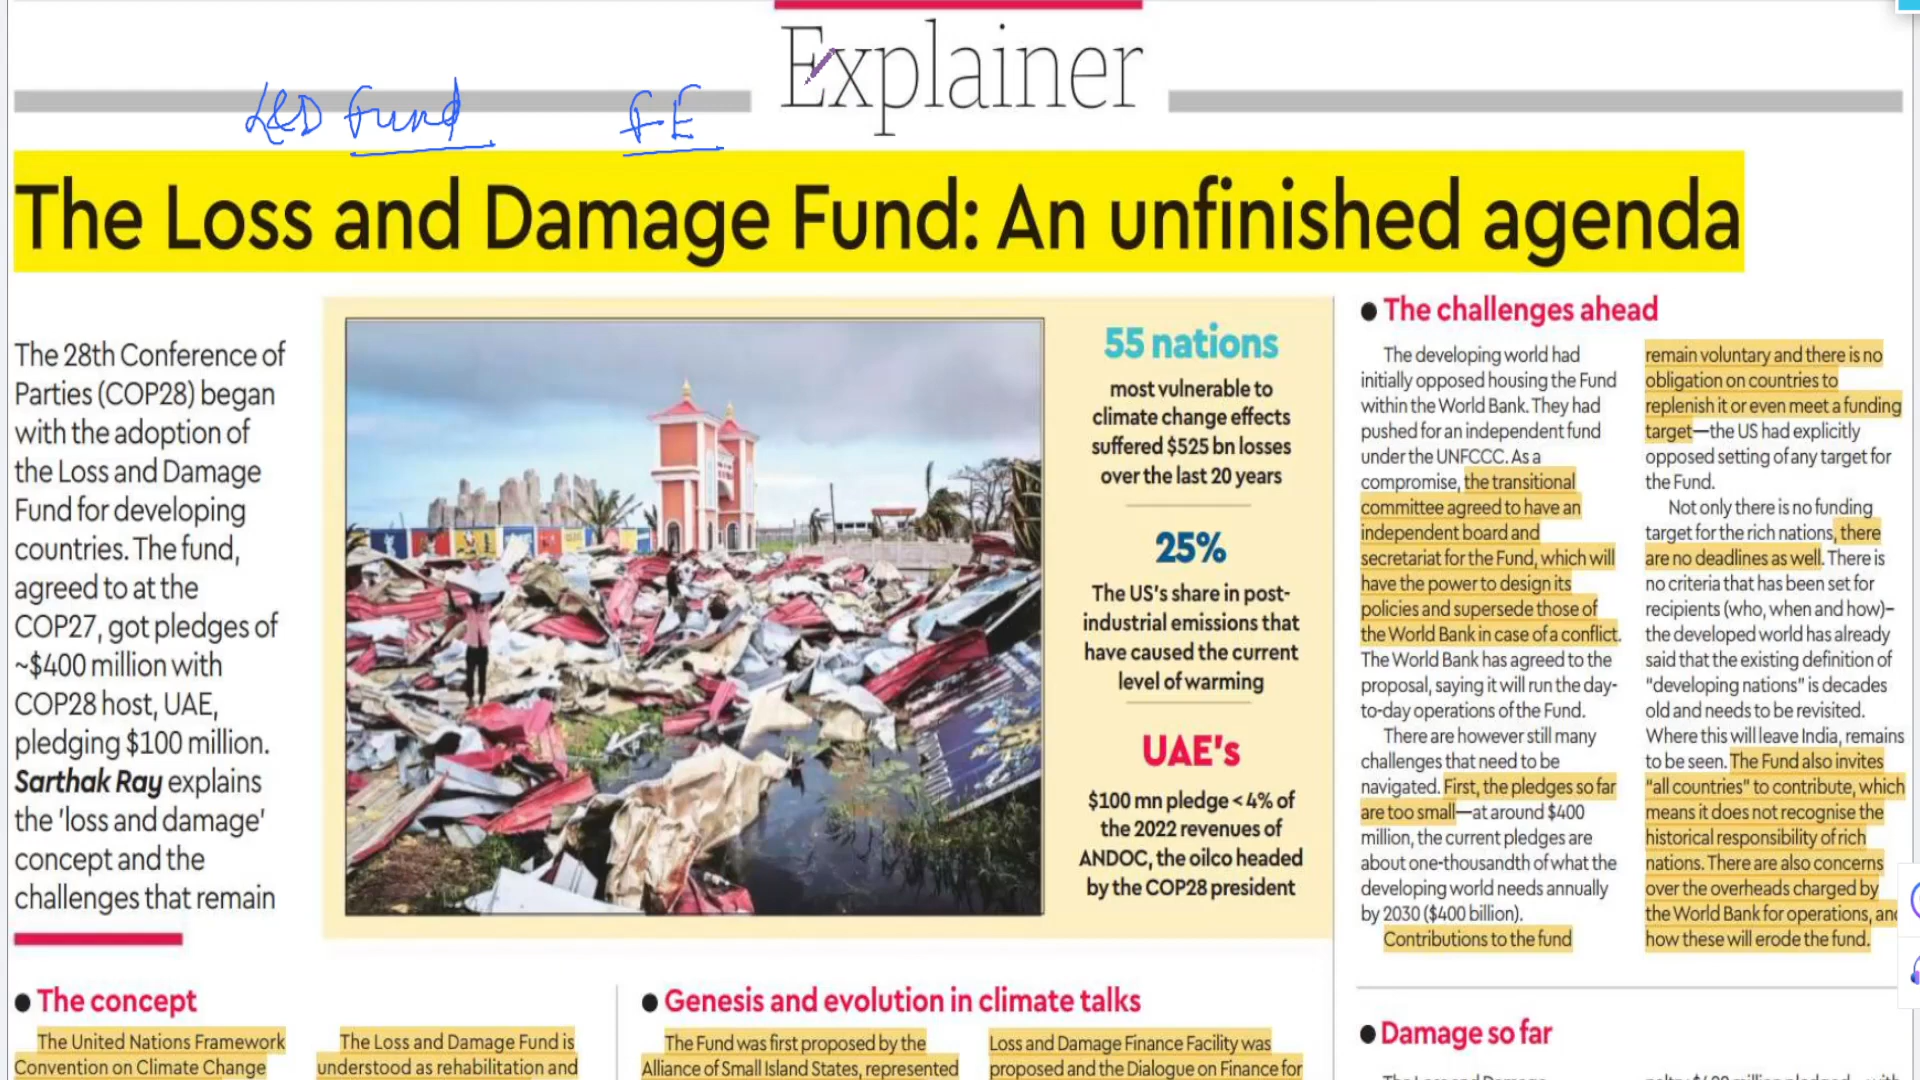 Explainer
L&D Fund FE
The Loss and Damage Fund: An unfinished agenda
The 28th Conference of
Parties (COP28) began
with the adoption of
the Loss and Damage
Fund for developing
countries. The fund,
agreed to at the
COP27, got pledges of
~$400 million with
COP28 host, UAE,
pledging $100 million.
Sarthak Ray explains
the 'loss and damage'
concept and the
challenges that remain
55 nations
most vulnerable to
climate change effects
suffered $525 bn losses
over the last 20 years
25%
The US's share in post-
industrial emissions that
have caused the current
level of warming
UAE's
$100 mn pledge <4% of
the 2022 revenues of
ANDOC, the oilco headed
by the COP28 president
● The challenges ahead
The developing world had
initially opposed housing the Fund
within the World Bank. They had
pushed for an independent fund
under the UNFCCC. As a
compromise, the transitional
committee agreed to have an
independent board and
secretariat for the Fund, which will
have the power to design its
policies and supersede those of
the World Bank in case of a conflict.
The World Bank has agreed to the
proposal, saying it will run the day-
to-day operations of the Fund.
There are however still many
challenges that need to be
navigated. First, the pledges so far
are too small—at around $400
million, the current pledges are
about one-thousandth of what the
developing world needs annually
by 2030 ($400 billion).
Contributions to the fund
remain voluntary and there is no
obligation on countries to
replenish it or even meet a funding
target—the US had explicitly
opposed setting of any target for
the Fund.
Not only there is no funding
target for the rich nations, there
are no deadlines as well. There is
no criteria that has been set for
recipients (who, when and how)–
the developed world has already
said that the existing definition of
"developing nations" is decades
old and needs to be revisited.
Where this will leave India, remains
to be seen. The Fund also invites
"all countries" to contribute, which
means it does not recognise the
historical responsibility of rich
nations. There are also concerns
over the overheads charged by
the World Bank for operations, and
how these will erode the fund.
● The concept
The United Nations Framework
Convention on Climate Change
The Loss and Damage Fund is
understood as rehabilitation and
● Genesis and evolution in climate talks
The Fund was first proposed by the
Alliance of Small Island States, represented
Loss and Damage Finance Facility was
proposed and the Dialogue on Finance for
● Damage so far